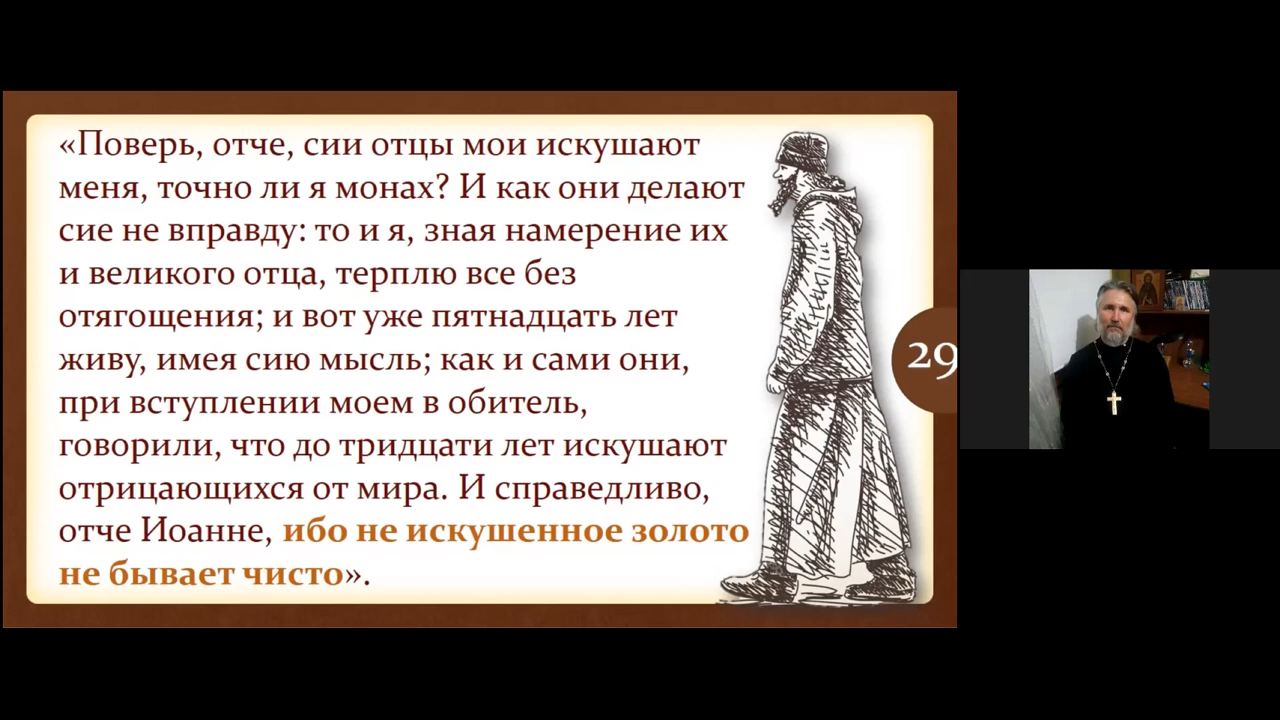 «Поверь, отче, сии отцы мои искушают
меня, точно ли я монах? И как они делают
сие не вправду: то и я, зная намерение их
и великого отца, терплю все без
отягощения; и вот уже пятнадцать лет
живу, имея сию мысль; как и сами они,
при вступлении моем в обитель,
говорили, что до тридцати лет искушают
отрицающихся от мира. И справедливо,
отче Иоанне, ибо не искушенное золото
не бывает чисто».
29